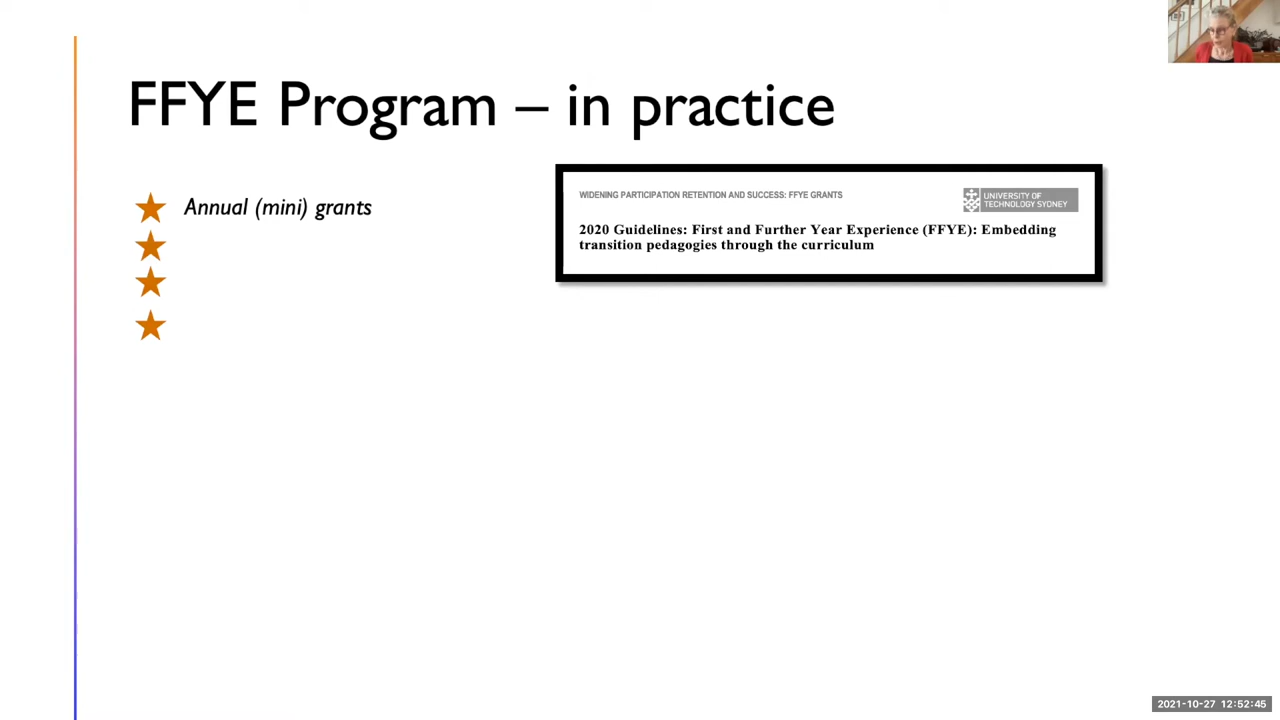 FFYE Program – in practice
Annual (mini) grants
WIDENING PARTICIPATION RETENTION AND SUCCESS: FFYE GRANTS
UNIVERSITY OF
TECHNOLOGY SYDNEY
2020 Guidelines: First and Further Year Experience (FFYE): Embedding
transition pedagogies through the curriculum
2021-10-27 12:52:45